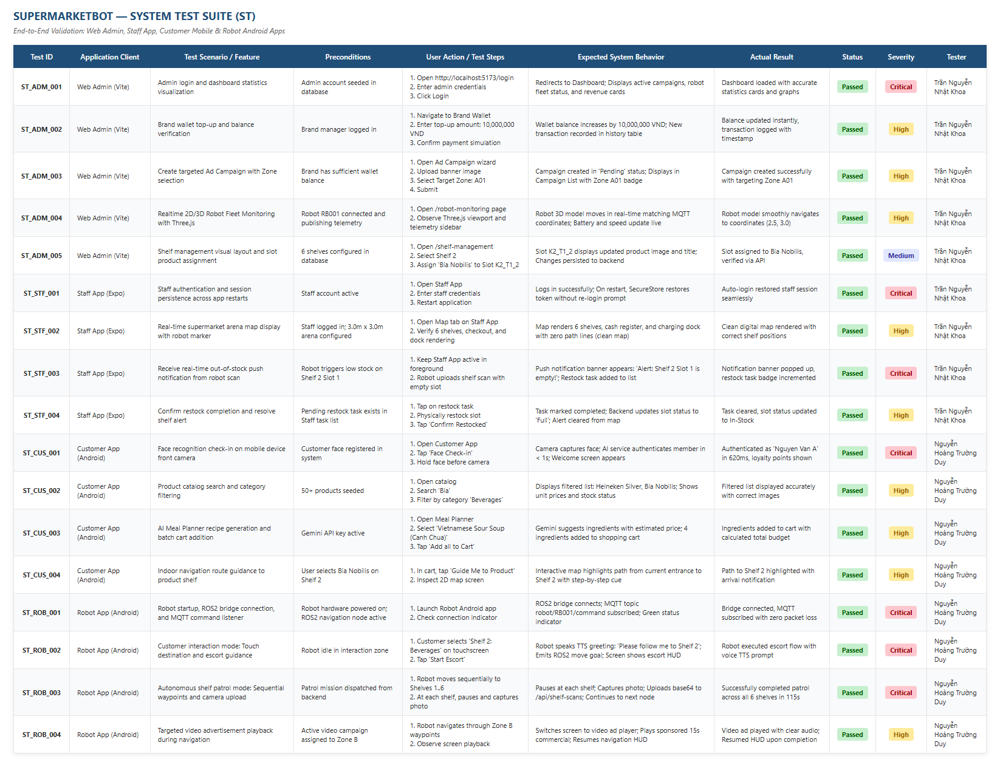 SUPERMARKETBOT — SYSTEM TEST SUITE (ST)
End-to-End Validation: Web Admin, Staff App, Customer Mobile & Robot Android Apps
Test ID | Application Client | Test Scenario / Feature | Preconditions | User Action / Test Steps | Expected System Behavior | Actual Result | Status | Severity | Tester
ST_ADM_001 | Web Admin (Vite) | Admin login and dashboard statistics visualization | Admin account seeded in database | 1. Open http://localhost:5173/login 2. Enter admin credentials 3. Click Login | Redirects to Dashboard; Displays active campaigns, robot fleet status, and revenue cards | Dashboard loaded with accurate statistics cards and graphs | Passed | Critical | Trần Nguyễn Nhật Khoa
ST_ADM_002 | Web Admin (Vite) | Brand wallet top-up and balance verification | Brand manager logged in | 1. Navigate to Brand Wallet 2. Enter top-up amount: 10,000,000 VND 3. Confirm payment simulation | Wallet balance increases by 10,000,000 VND; New transaction recorded in history table | Balance updated instantly, transaction logged with timestamp | Passed | High | Trần Nguyễn Nhật Khoa
ST_ADM_003 | Web Admin (Vite) | Create targeted Ad Campaign with Zone selection | Brand has sufficient wallet balance | 1. Open Ad Campaign wizard 2. Upload banner image 3. Select Target Zone: A01 4. Submit | Campaign created in 'Pending' status; Displays in Campaign List with Zone A01 badge | Campaign created successfully with targeting Zone A01 | Passed | High | Trần Nguyễn Nhật Khoa
ST_ADM_004 | Web Admin (Vite) | Realtime 2D/3D Robot Fleet Monitoring with Three.js | Robot RB001 connected and publishing telemetry | 1. Open /robot-monitoring page 2. Observe Three.js viewport and telemetry sidebar | Robot 3D model moves in real-time matching MQTT coordinates; Battery and speed update live | Robot model smoothly navigates to coordinates (2.5, 3.0) | Passed | High | Trần Nguyễn Nhật Khoa
ST_ADM_005 | Web Admin (Vite) | Shelf management visual layout and slot product assignment | 6 shelves configured in database | 1. Open /shelf-management 2. Select Shelf 2 3. Assign 'Bia Nobilis' to Slot K2_T1_2 | Slot K2_T1_2 displays updated product image and title; Changes persisted to backend | Slot assigned to Bia Nobilis, verified via API | Passed | Medium | Trần Nguyễn Nhật Khoa
ST_STF_001 | Staff App (Expo) | Staff authentication and session persistence across app restarts | Staff account active | 1. Open Staff App 2. Enter staff credentials 3. Restart application | Logs in successfully; On restart, SecureStore restores token without re-login prompt | Auto-login restored staff session seamlessly | Passed | Critical | Trần Nguyễn Nhật Khoa
ST_STF_002 | Staff App (Expo) | Real-time supermarket arena map display with robot marker | Staff logged in; 3.0m x 3.0m arena configured | 1. Open Map tab on Staff App 2. Verify 6 shelves, checkout, and dock rendering | Map renders 6 shelves, cash register, and charging dock with zero path lines (clean map) | Clean digital map rendered with correct shelf positions | Passed | High | Trần Nguyễn Nhật Khoa
ST_STF_003 | Staff App (Expo) | Receive real-time out-of-stock push notification from robot scan | Robot triggers low stock on Shelf 2 Slot 1 | 1. Keep Staff App active in foreground 2. Robot uploads shelf scan with empty slot | Push notification banner appears: 'Alert: Shelf 2 Slot 1 is empty!'; Restock task added to list | Notification banner popped up, restock task badge incremented | Passed | Critical | Trần Nguyễn Nhật Khoa
ST_STF_004 | Staff App (Expo) | Confirm restock completion and resolve shelf alert | Pending restock task exists in Staff task list | 1. Tap on restock task 2. Physically restock slot 3. Tap 'Confirm Restocked' | Task marked completed; Backend updates slot status to 'Full'; Alert cleared from map | Task cleared, slot status updated to In-Stock | Passed | High | Trần Nguyễn Nhật Khoa
ST_CUS_001 | Customer App (Android) | Face recognition check-in on mobile device front camera | Customer face registered in system | 1. Open Customer App 2. Tap 'Face Check-in' 3. Hold face before camera | Camera captures face; AI service authenticates member in < 1s; Welcome screen appears | Authenticated as 'Nguyen Van A' in 620ms, loyalty points shown | Passed | Critical | Nguyễn Hoàng Trường Duy
ST_CUS_002 | Customer App (Android) | Product catalog search and category filtering | 50+ products seeded | 1. Open catalog 2. Search 'Bia' 3. Filter by category 'Beverages' | Displays filtered list: Heineken Silver, Bia Nobilis; Shows unit prices and stock status | Filtered list displayed accurately with correct images | Passed | High | Nguyễn Hoàng Trường Duy
ST_CUS_003 | Customer App (Android) | AI Meal Planner recipe generation and batch cart addition | Gemini API key active | 1. Open Meal Planner 2. Select 'Vietnamese Sour Soup (Canh Chua)' 3. Tap 'Add all to Cart' | Gemini suggests ingredients with estimated price; 4 ingredients added to shopping cart | Ingredients added to cart with calculated total budget | Passed | High | Nguyễn Hoàng Trường Duy
ST_CUS_004 | Customer App (Android) | Indoor navigation route guidance to product shelf | User selects Bia Nobilis on Shelf 2 | 1. In cart, tap 'Guide Me to Product' 2. Inspect 2D map screen | Interactive map highlights path from current entrance to Shelf 2 with step-by-step cue | Path to Shelf 2 highlighted with arrival notification | Passed | High | Nguyễn Hoàng Trường Duy
ST_ROB_001 | Robot App (Android) | Robot startup, ROS2 bridge connection, and MQTT command listener | Robot hardware powered on; ROS2 navigation node active | 1. Launch Robot Android app 2. Check connection indicator | ROS2 bridge connects; MQTT topic robot/RB001/command subscribed; Green status indicator | Bridge connected, MQTT subscribed with zero packet loss | Passed | Critical | Nguyễn Hoàng Trường Duy
ST_ROB_002 | Robot App (Android) | Customer interaction mode: Touch destination and escort guidance | Robot idle in interaction zone | 1. Customer selects 'Shelf 2: Beverages' on touchscreen 2. Tap 'Start Escort' | Robot speaks TTS greeting: 'Please follow me to Shelf 2'; Emits ROS2 move goal; Screen shows escort HUD | Robot executed escort flow with voice TTS prompt | Passed | Critical | Nguyễn Hoàng Trường Duy
ST_ROB_003 | Robot App (Android) | Autonomous shelf patrol mode: Sequential waypoints and camera upload | Patrol mission dispatched from backend | 1. Robot moves sequentially to Shelves 1..6 2. At each shelf, pauses and captures photo | Pauses at each shelf; Captures photo; Uploads base64 to /api/shelf-scans; Continues to next node | Successfully completed patrol across all 6 shelves in 115s | Passed | Critical | Nguyễn Hoàng Trường Duy
ST_ROB_004 | Robot App (Android) | Targeted video advertisement playback during navigation | Active video campaign assigned to Zone B | 1. Robot navigates through Zone B waypoints 2. Observe screen playback | Switches screen to video ad player; Plays sponsored 15s commercial; Resumes navigation HUD | Video ad played with clear audio; Resumed HUD upon completion | Passed | High | Nguyễn Hoàng Trường Duy